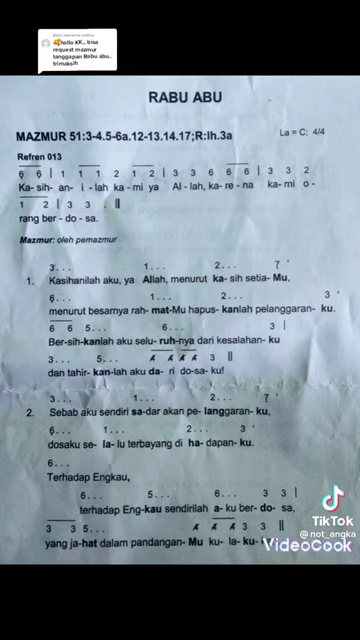 🥰hallo KK,, bisa
request mazmur
tanggapan Rabu abu..
trimaksih
RABU ABU
MAZMUR 51:3-4.5-6a.12-13.14.17;R:lh.3a
La = C; 4/4
Refren 013
6 6 | 1 1 1 2 1 2 | 3 3 6 6 6 | 3 3 2
Ka- sih- an- i - lah ka - mi ya Al - lah, ka- re - na ka- mi o -
1 2 | 3 3 . ||
rang ber - do - sa.
Mazmur: oleh pemazmur
3 . . . 1 . . . 2 . . .
1. Kasihanilah aku, ya Allah, menurut ka- sih setia- Mu,
6 . . . 1 . . . 2 . . . 3 '
menurut besarnya rah- mat-Mu hapus- kanlah pelanggaran- ku.
6 6 5 . . . 6 . . . 3 |
Ber-sih-kanlah aku selu- ruh-nya dari kesalahan- ku
3 . . . 5 . . . 3 ||
dan tahir- kan-lah aku da- ri do-sa- ku!
3 . . . 1 . . . 2 . . .
2. Sebab aku sendiri sa-dar akan pe- langgaran- ku,
6 . . . 1 . . . 2 . . . 3 '
dosaku se- la- lu terbayang di ha- dapan- ku.
6 . . .
Terhadap Engkau,
6 . . . 5 . . . 6 . . . 3 3 |
terhadap Eng-kau sendirilah a- ku ber- do- sa,
3 3 5 . . . 3 3 ||
yang ja-hat dalam pandangan- Mu ku- la- ku-
TikTok
@not_angka
VideoCook